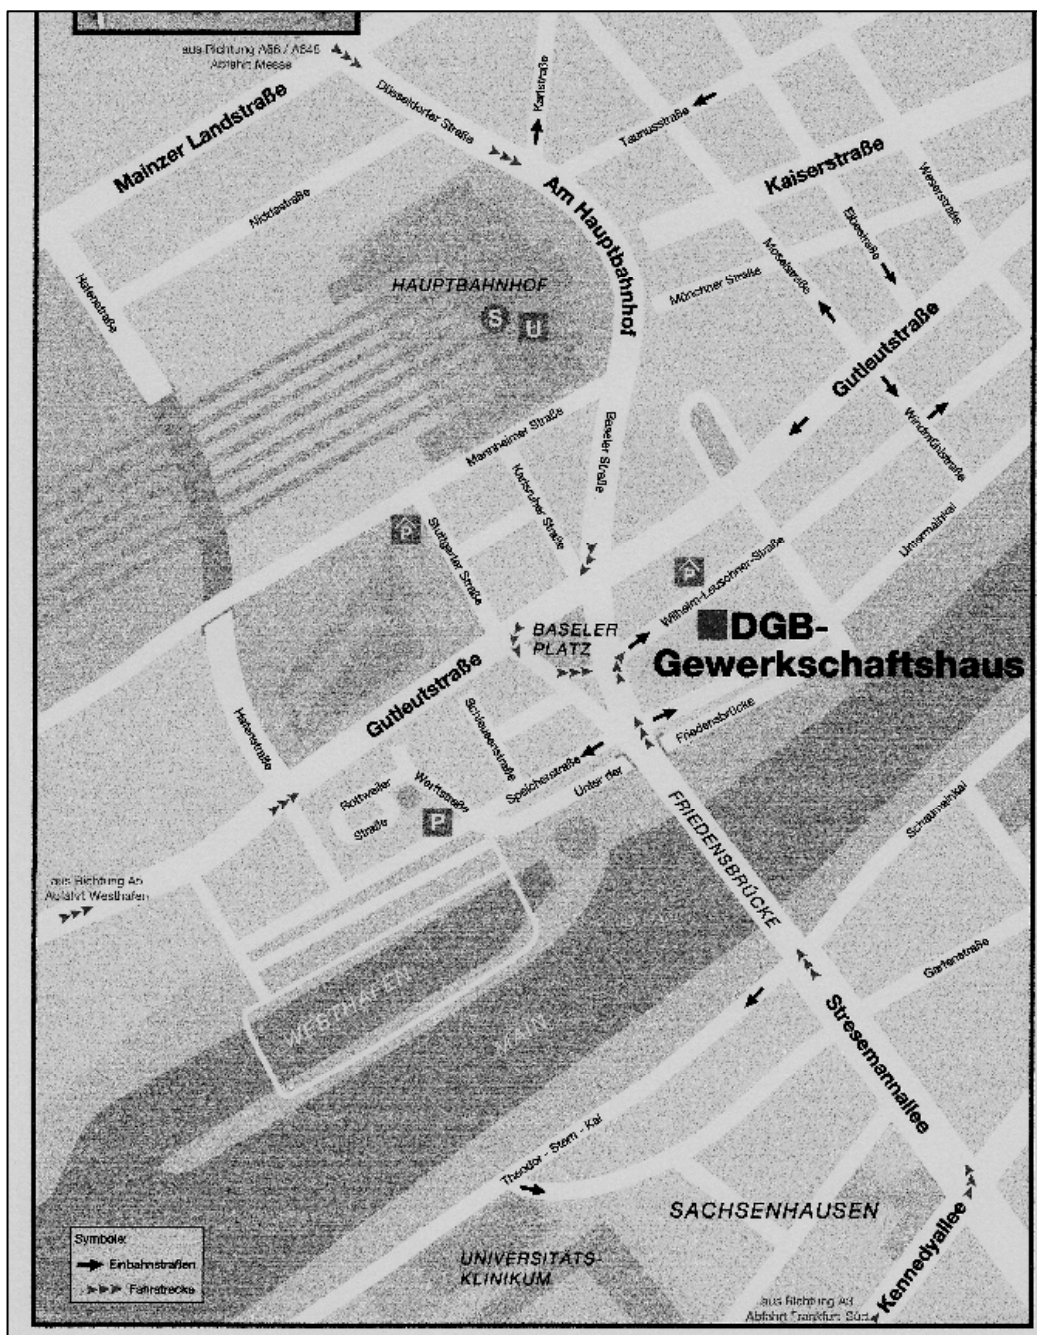 aus Richtung A66 / A648
Abfahrt Messe
Mainzer Landstraße
Düsseldorfer Straße
Karlstraße
Taunusstraße
Kaiserstraße
Weserstraße
Elbestraße
Moselstraße
Niddastraße
Am Hauptbahnhof
Münchner Straße
Hafenstraße
HAUPTBAHNHOF
S
U
Gutleutstraße
Mannheimer Straße
Baseler Straße
Windmühlstraße
Karlsruher Straße
Stuttgarter Straße
P
Untermainkai
P
Wilhelm-Leuschner-Straße
BASELER
PLATZ
DGB-
Gewerkschaftshaus
Gutleutstraße
Hafenstraße
Schleusenstraße
Friedensbrücke
Speicherstraße
Unter der
Rottweiler
Straße
Werftstraße
P
FRIEDENSBRÜCKE
Schaumainkai
aus Richtung A5
Abfahrt Westhafen
Gartenstraße
WESTHAFEN
MAIN
Stresemannallee
Theodor - Stern - Kai
SACHSENHAUSEN
UNIVERSITÄTS-
KLINIKUM
Kennedyallee
aus Richtung A3
Abfahrt Frankfurt Süd
Symbole:
Einbahnstraßen
Fahrstrecke